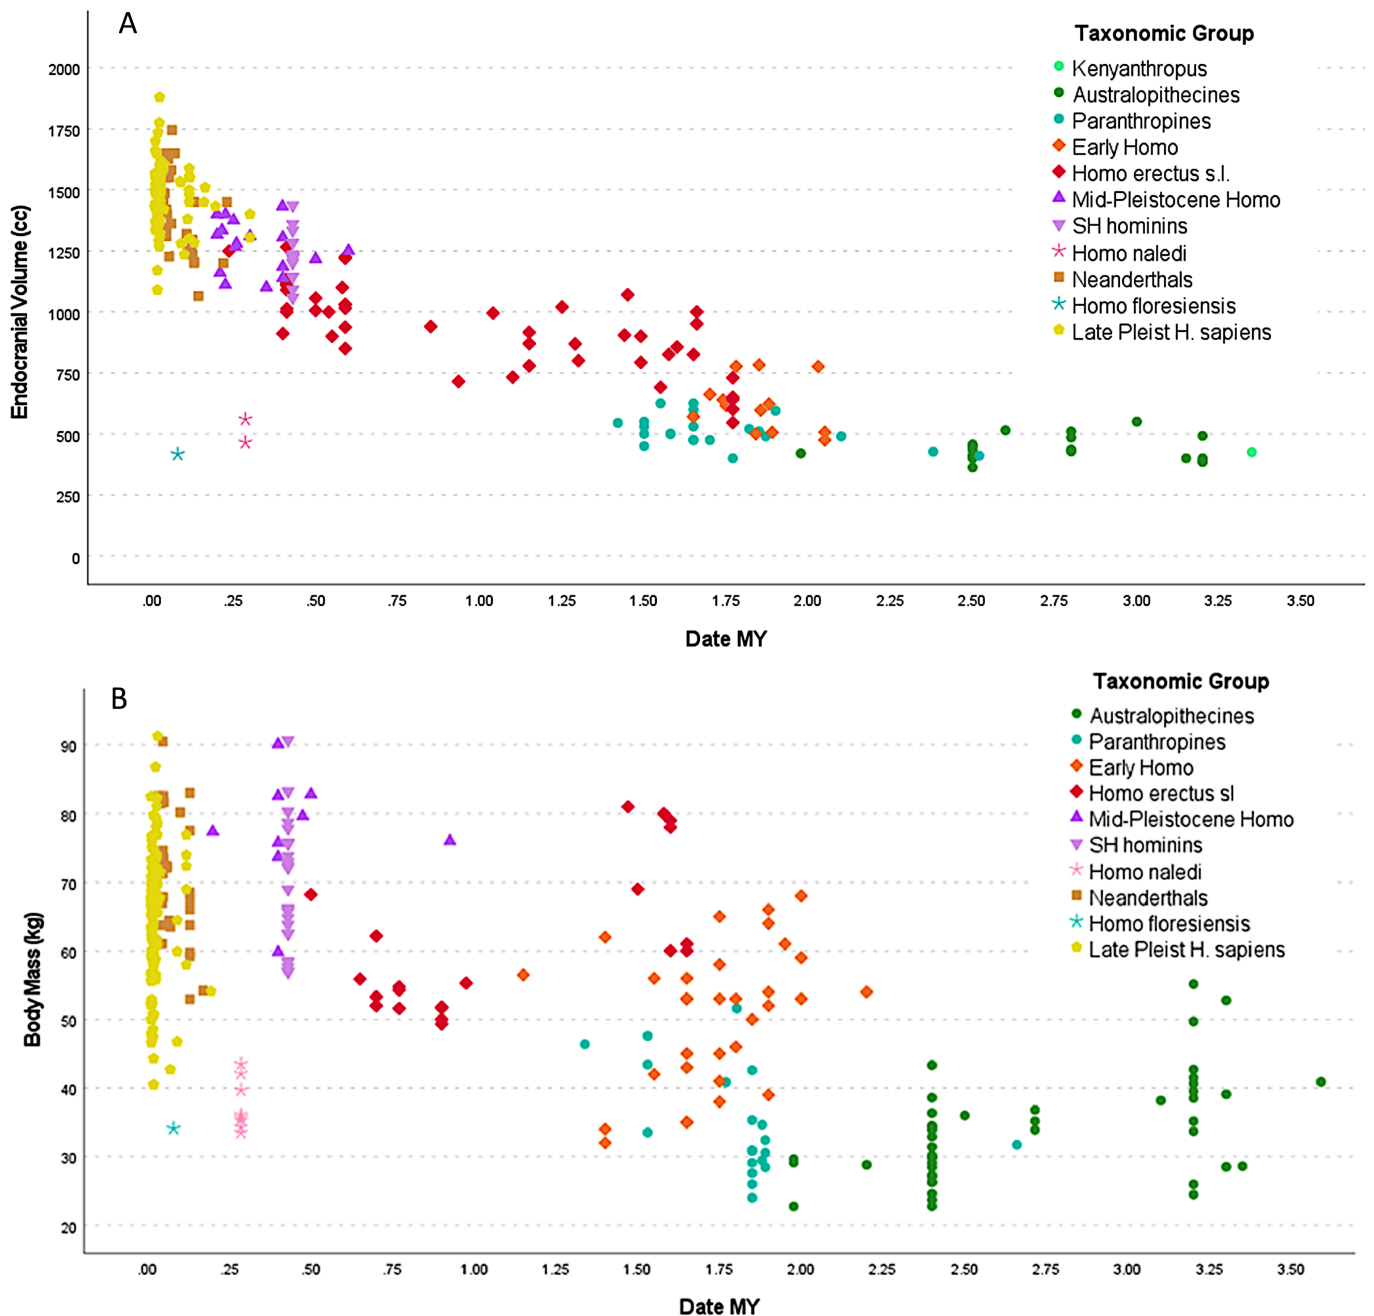 A
Taxonomic Group
Kenyanthropus
Australopithecines
Paranthropines
Early Homo
Homo erectus s.l.
Mid-Pleistocene Homo
SH hominins
Homo naledi
Neanderthals
Homo floresiensis
Late Pleist H. sapiens
Endocranial Volume (cc)
2000
1750
1500
1250
1000
750
500
250
0
.00 .25 .50 .75 1.00 1.25 1.50 1.75 2.00 2.25 2.50 2.75 3.00 3.25 3.50
Date MY
B
Taxonomic Group
Australopithecines
Paranthropines
Early Homo
Homo erectus sl
Mid-Pleistocene Homo
SH hominins
Homo naledi
Neanderthals
Homo floresiensis
Late Pleist H. sapiens
Body Mass (kg)
90
80
70
60
50
40
30
20
.00 .25 .50 .75 1.00 1.25 1.50 1.75 2.00 2.25 2.50 2.75 3.00 3.25 3.50
Date MY